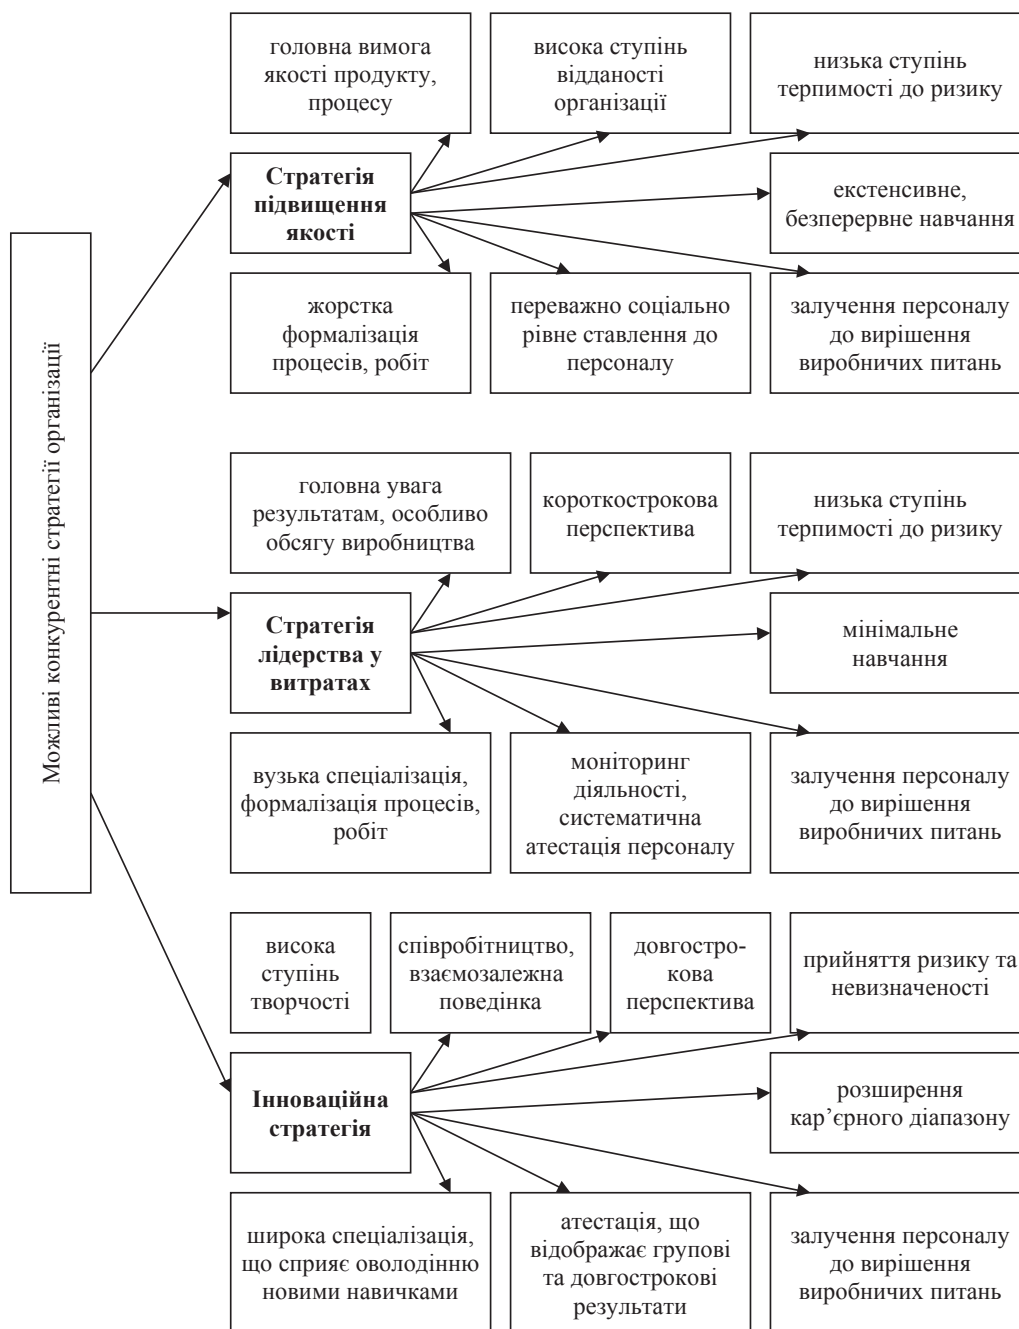 Можливі конкурентні стратегії організації
головна вимога
якості продукту,
процесу
висока ступінь
відданості
організації
низька ступінь
терпимості до ризику
Стратегія
підвищення
якості
екстенсивне,
безперервне навчання
жорстка
формалізація
процесів, робіт
переважно соціально
рівне ставлення до
персоналу
залучення персоналу
до вирішення
виробничих питань
головна увага
результатам, особливо
обсягу виробництва
короткострокова
перспектива
низька ступінь
терпимості до ризику
Стратегія
лідерства у
витратах
мінімальне
навчання
вузька спеціалізація,
формалізація процесів,
робіт
моніторинг
діяльності,
систематична
атестація персоналу
залучення персоналу
до вирішення
виробничих питань
висока
ступінь
творчості
співробітництво,
взаємозалежна
поведінка
довгостро-
кова
перспектива
прийняття ризику та
невизначеності
Інноваційна
стратегія
розширення
кар’єрного діапазону
широка спеціалізація,
що сприяє оволодінню
новими навичками
атестація, що
відображає групові
та довгострокові
результати
залучення персоналу
до вирішення
виробничих питань